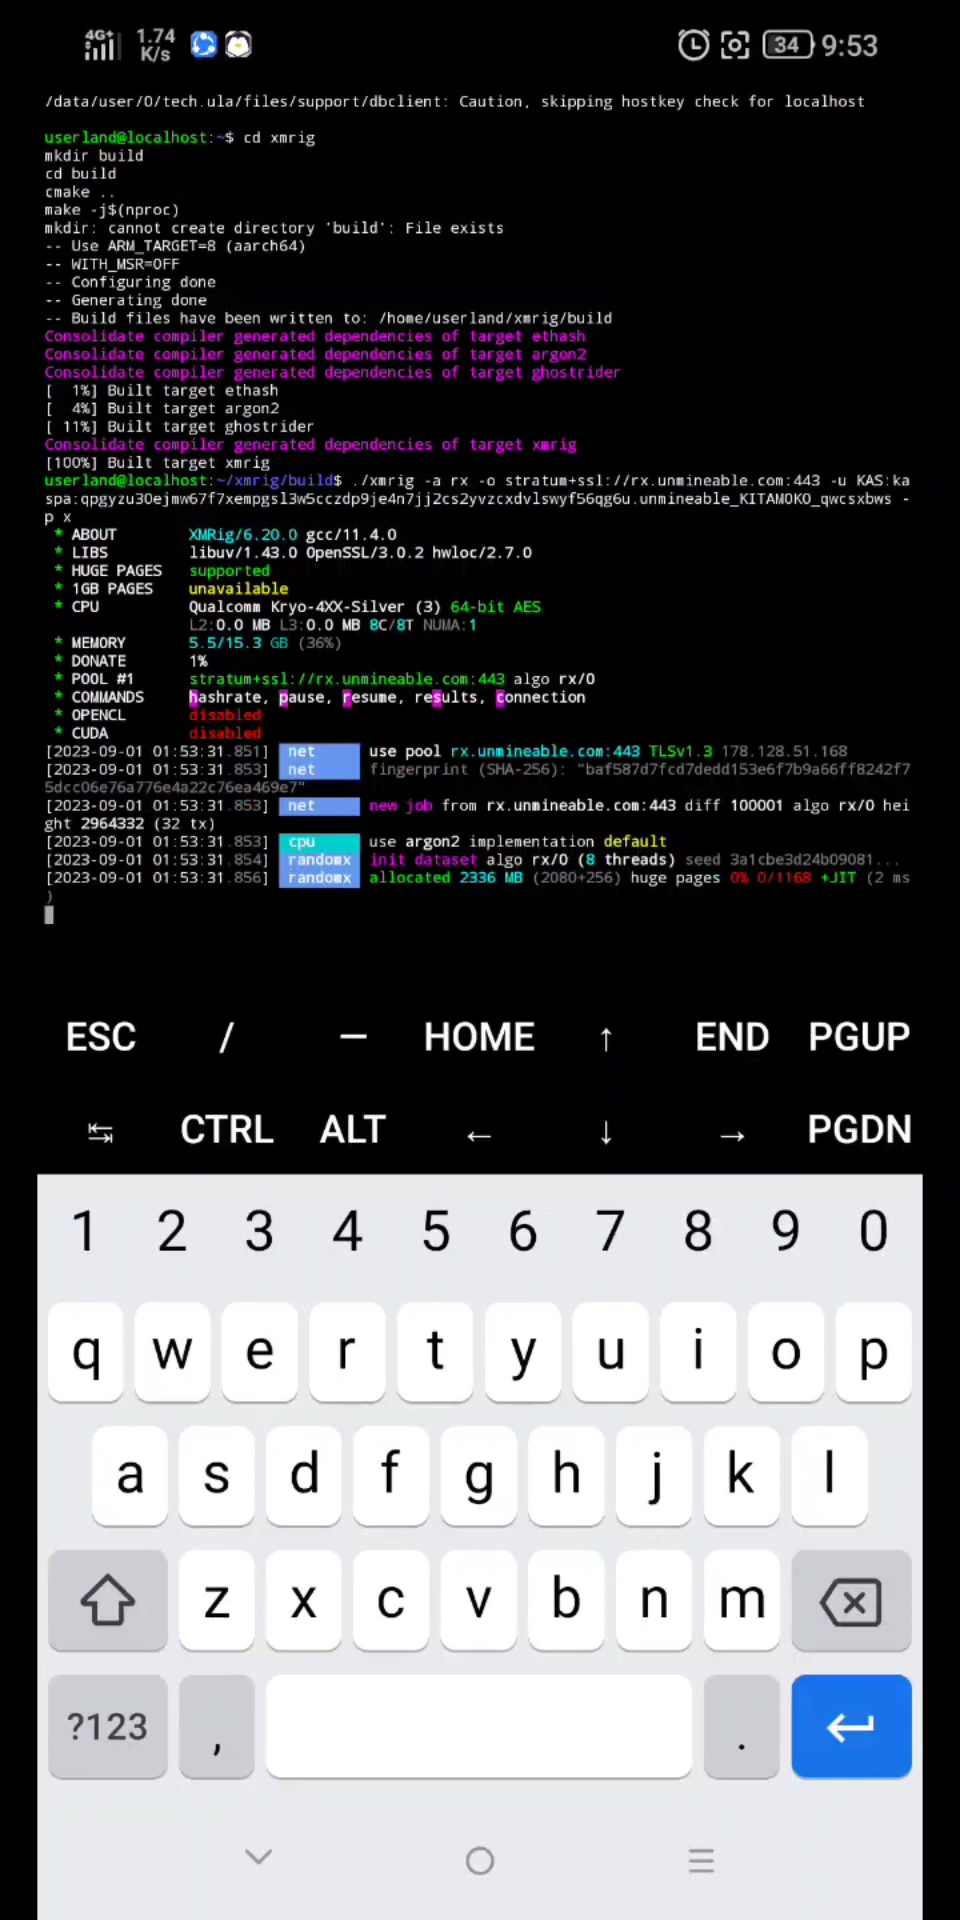 4G+ 1.74 K/s 34 9:53
/data/user/0/tech.ula/files/support/dbclient: Caution, skipping hostkey check for localhost
userland@localhost:~$ cd xmrig
mkdir build
cd build
cmake ..
make -j$(nproc)
mkdir: cannot create directory 'build': File exists
-- Use ARM_TARGET=8 (aarch64)
-- WITH_MSR=OFF
-- Configuring done
-- Generating done
-- Build files have been written to: /home/userland/xmrig/build
Consolidate compiler generated dependencies of target ethash
Consolidate compiler generated dependencies of target argon2
Consolidate compiler generated dependencies of target ghostrider
[  1%] Built target ethash
[  4%] Built target argon2
[ 11%] Built target ghostrider
Consolidate compiler generated dependencies of target xmrig
[100%] Built target xmrig
userland@localhost:~/xmrig/build$ ./xmrig -a rx -o stratum+ssl://rx.unmineable.com:443 -u KAS:ka
spa:qpgyzu30ejmw67f7xempgsl3w5cczdp9je4n7jj2cs2yvzcxdvlswyf56qg6u.unmineable_KITAMOKO_qwcsxbws -
p x
* ABOUT XMRig/6.20.0 gcc/11.4.0
* LIBS libuv/1.43.0 OpenSSL/3.0.2 hwloc/2.7.0
* HUGE PAGES supported
* 1GB PAGES unavailable
* CPU Qualcomm Kryo-4XX-Silver (3) 64-bit AES
L2:0.0 MB L3:0.0 MB 8C/8T NUMA:1
* MEMORY 5.5/15.3 GB (36%)
* DONATE 1%
* POOL #1 stratum+ssl://rx.unmineable.com:443 algo rx/0
* COMMANDS hashrate, pause, resume, results, connection
* OPENCL disabled
* CUDA disabled
[2023-09-01 01:53:31.851] net use pool rx.unmineable.com:443 TLSv1.3 178.128.51.168
[2023-09-01 01:53:31.853] net fingerprint (SHA-256): "baf587d7fcd7dedd153e6f7b9a66ff8242f7
5dcc06e76a776e4a22c76ea469e7"
[2023-09-01 01:53:31.853] net new job from rx.unmineable.com:443 diff 100001 algo rx/0 hei
ght 2964332 (32 tx)
[2023-09-01 01:53:31.853] cpu use argon2 implementation default
[2023-09-01 01:53:31.854] randomx init dataset algo rx/0 (8 threads) seed 3a1cbe3d24b09081...
[2023-09-01 01:53:31.856] randomx allocated 2336 MB (2080+256) huge pages 0% 0/1168 +JIT (2 ms
)
ESC / — HOME ↑ END PGUP
↹ CTRL ALT ← ↓ → PGDN
1 2 3 4 5 6 7 8 9 0
q w e r t y u i o p
a s d f g h j k l
z x c v b n m
?123 , .